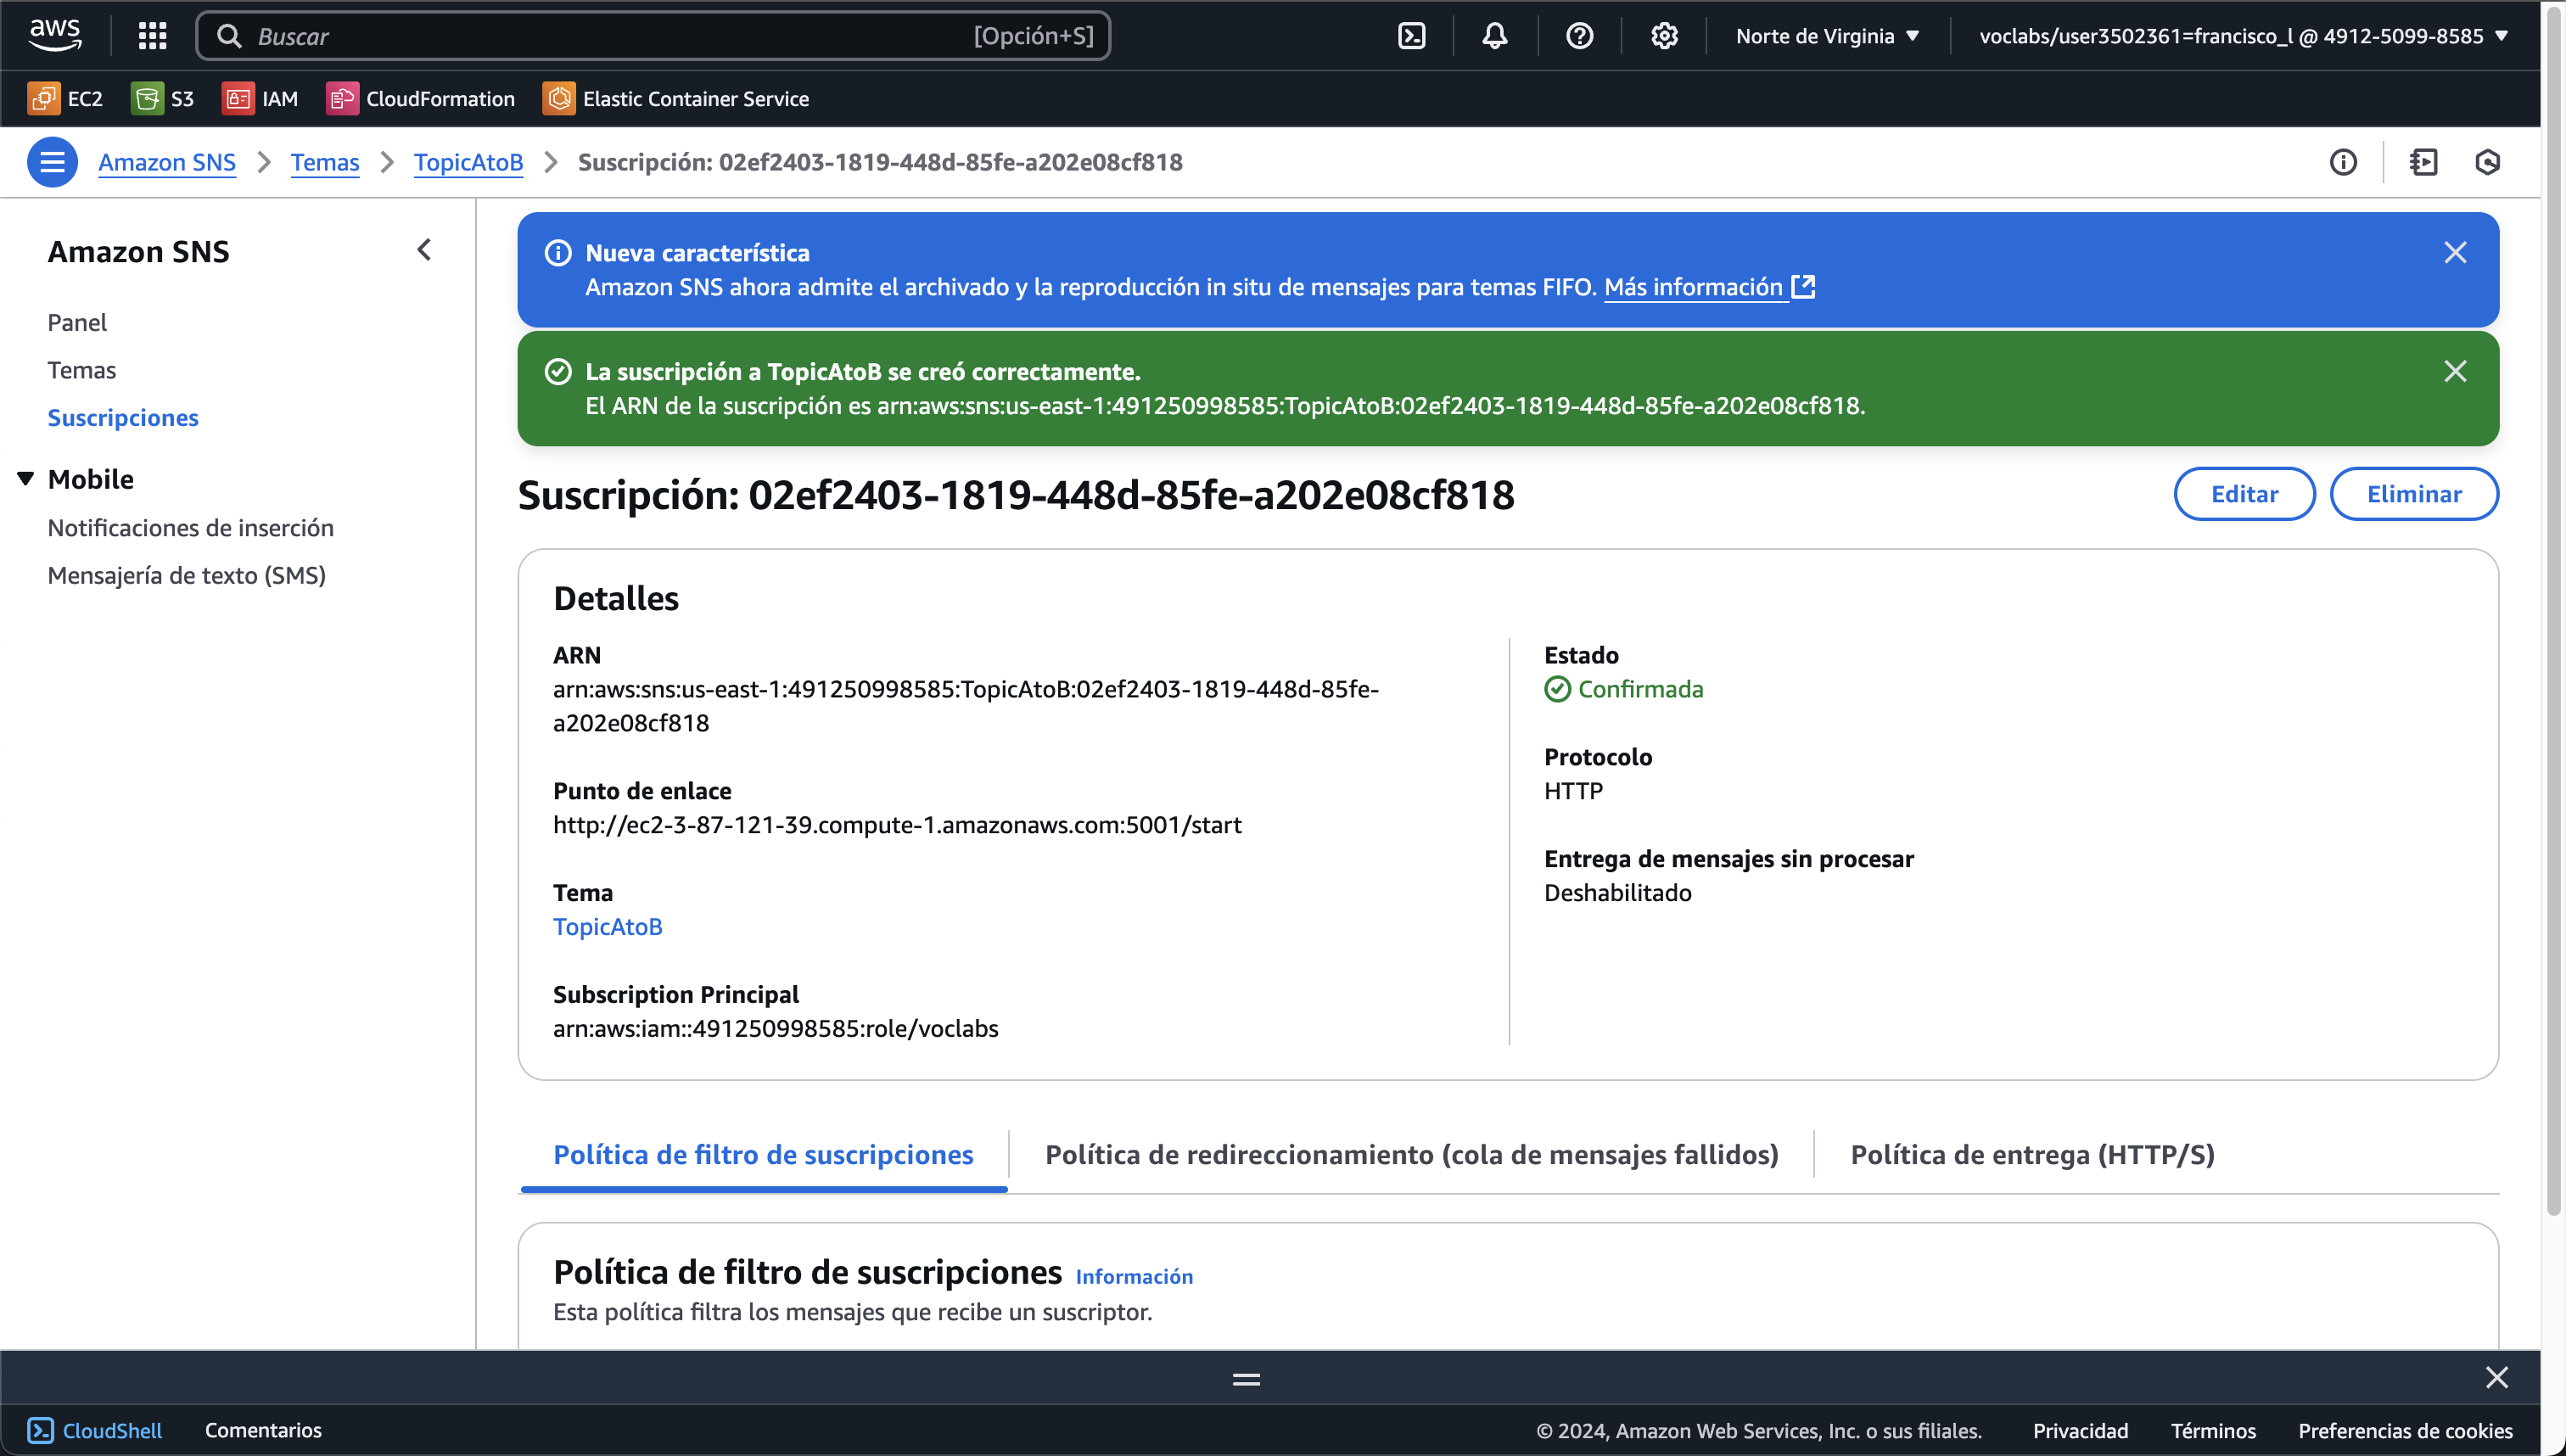 aws
Buscar
[Opción+S]
Norte de Virginia
voclabs/user3502361=francisco_l @ 4912-5099-8585
EC2
S3
IAM
CloudFormation
Elastic Container Service
Amazon SNS
Temas
TopicAtoB
Suscripción: 02ef2403-1819-448d-85fe-a202e08cf818
Amazon SNS
Panel
Temas
Suscripciones
Mobile
Notificaciones de inserción
Mensajería de texto (SMS)
Nueva característica
Amazon SNS ahora admite el archivado y la reproducción in situ de mensajes para temas FIFO. Más información
La suscripción a TopicAtoB se creó correctamente.
El ARN de la suscripción es arn:aws:sns:us-east-1:491250998585:TopicAtoB:02ef2403-1819-448d-85fe-a202e08cf818.
Suscripción: 02ef2403-1819-448d-85fe-a202e08cf818
Editar
Eliminar
Detalles
ARN
arn:aws:sns:us-east-1:491250998585:TopicAtoB:02ef2403-1819-448d-85fe-
a202e08cf818
Punto de enlace
http://ec2-3-87-121-39.compute-1.amazonaws.com:5001/start
Tema
TopicAtoB
Subscription Principal
arn:aws:iam::491250998585:role/voclabs
Estado
Confirmada
Protocolo
HTTP
Entrega de mensajes sin procesar
Deshabilitado
Política de filtro de suscripciones
Política de redireccionamiento (cola de mensajes fallidos)
Política de entrega (HTTP/S)
Política de filtro de suscripciones Información
Esta política filtra los mensajes que recibe un suscriptor.
CloudShell
Comentarios
© 2024, Amazon Web Services, Inc. o sus filiales.
Privacidad
Términos
Preferencias de cookies